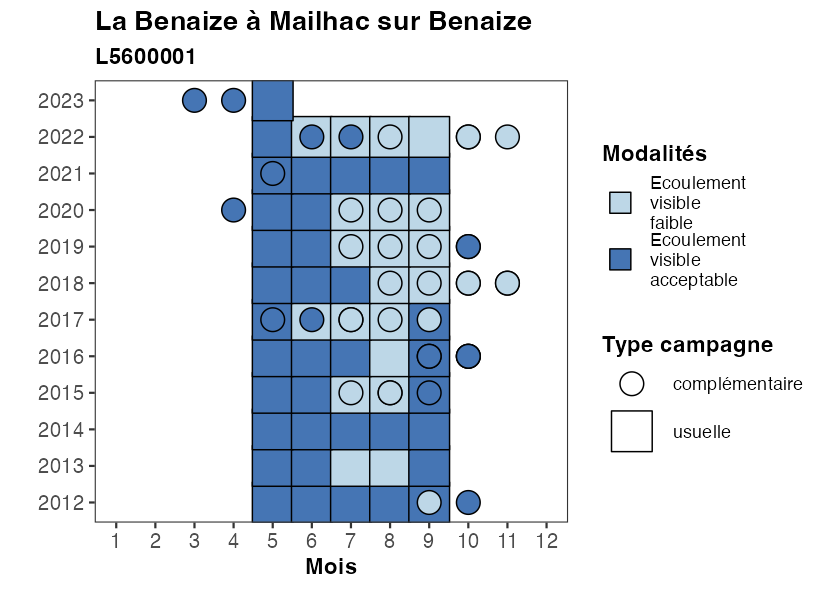 La Benaize à Mailhac sur Benaize
L5600001
2023
2022
2021
2020
2019
2018
2017
2016
2015
2014
2013
2012
1 2 3 4 5 6 7 8 9 10 11 12
Mois
Modalités
Ecoulement
visible
faible
Ecoulement
visible
acceptable
Type campagne
complémentaire
usuelle